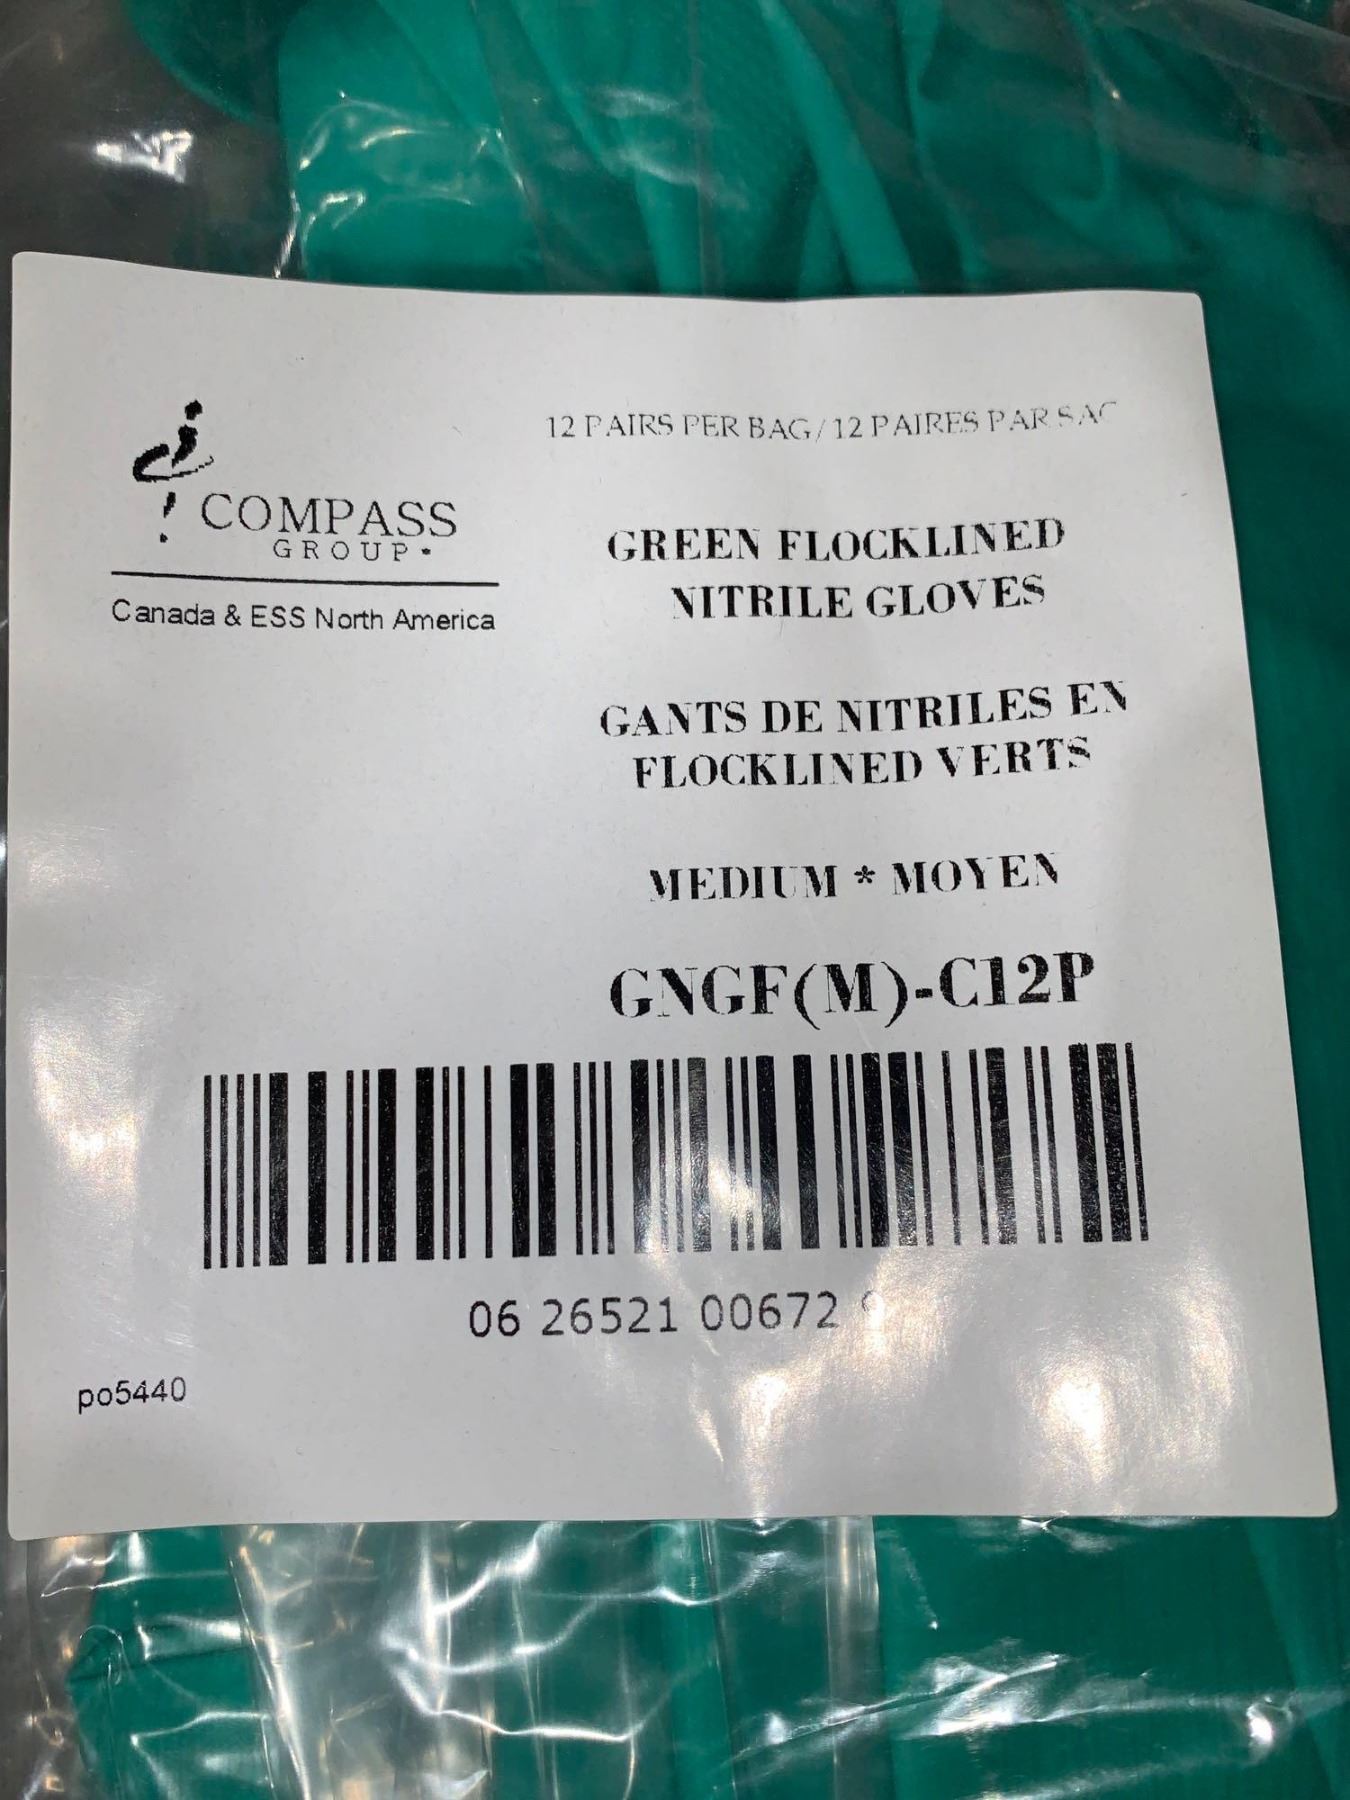 12 PAIRS PER BAG / 12 PAIRES PAR SAC
COMPASS
GROUP
Canada & ESS North America
GREEN FLOCKLINED
NITRILE GLOVES
GANTS DE NITRILES EN
FLOCKLINED VERTS
MEDIUM * MOYEN
GNGF(M)-C12P
06 26521 00672
po5440